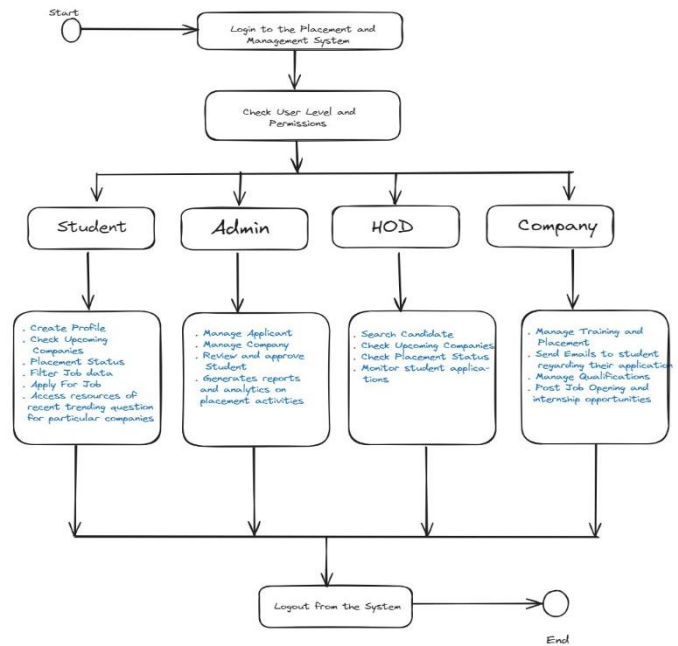 Start
Login to the Placement and
Management System
Check User Level and
Permissions
Student
Admin
HOD
Company
. Create Profile
. Check Upcoming
Companies
. Placement Status
. Filter Job data
. Apply For Job
. Access resources of
recent trending question
for particular companies
. Manage Applicant
. Manage Company
. Review and approve
Student
. Generates reports
and analytics on
placement activities
. Search Candidate
. Check Upcoming Companies
. Check Placement Status
. Monitor student applica-
tions
. Manage Training and
Placement
. Send Emails to student
regarding their application
. Manage Qualifications
. Post Job Opening and
internship opportunities
Logout from the System
End